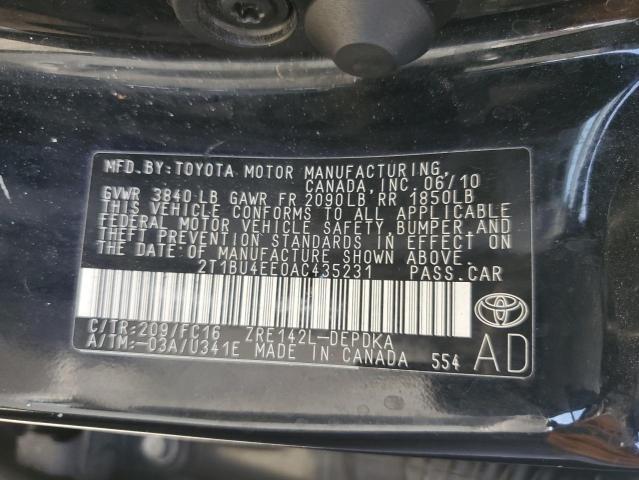 MFD.BY:TOYOTA MOTOR MANUFACTURING,
CANADA, INC. 06/10
GVWR 3840 LB GAWR FR 2090LB RR 1850LB
THIS VEHICLE CONFORMS TO ALL APPLICABLE
FEDERAL MOTOR VEHICLE SAFETY,BUMPER,AND
THEFT PREVENTION STANDARDS IN EFFECT ON
THE DATE OF MANUFACTURE SHOWN ABOVE.
2T1BU4EE0AC435231 PASS.CAR
C/TR:209/FC16 ZRE142L-DEPDKA
A/TM:-03A/U341E MADE IN CANADA 554 AD